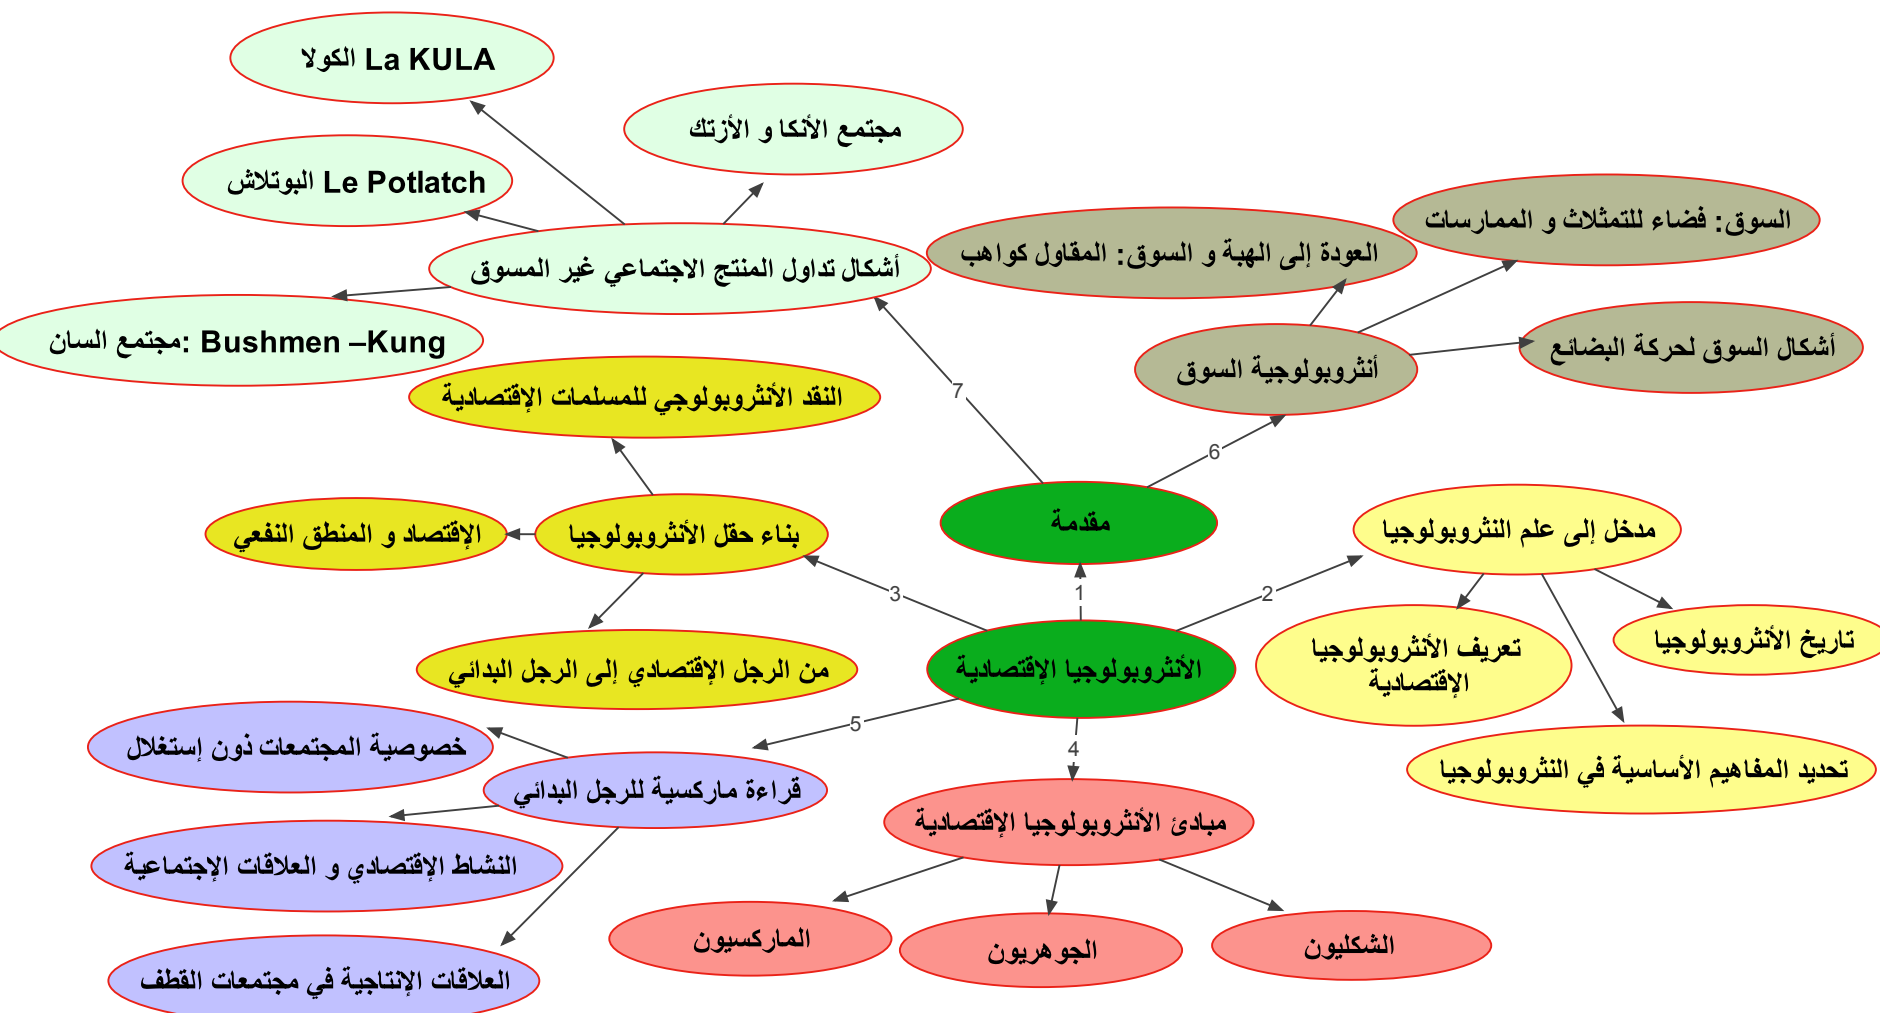 الكولا La KULA
مجتمع الأنكا و الأزتك
البوتلاش Le Potlatch
السوق: فضاء للتمثلاث و الممارسات
العودة إلى الهبة و السوق: المقاول كواهب
أشكال تداول المنتج الاجتماعي غير المسوق
مجتمع السان: Bushmen –Kung
أشكال السوق لحركة البضائع
أنثروبولوجية السوق
النقد الأنثروبولوجي للمسلمات الإقتصادية
7
6
مقدمة
مدخل إلى علم النثروبولوجيا
بناء حقل الأنثروبولوجيا
الإقتصاد و المنطق النفعي
3
1
2
تاريخ الأنثروبولوجيا
تعريف الأنثروبولوجيا
الإقتصادية
الأنثروبولوجيا الإقتصادية
من الرجل الإقتصادي إلى الرجل البدائي
5
4
خصوصية المجتمعات ذون إستغلال
تحديد المفاهيم الأساسية في النثروبولوجيا
قراءة ماركسية للرجل البدائي
مبادئ الأنثروبولوجيا الإقتصادية
النشاط الإقتصادي و العلاقات الإجتماعية
الشكليون
الجوهريون
الماركسيون
العلاقات الإنتاجية في مجتمعات القطف